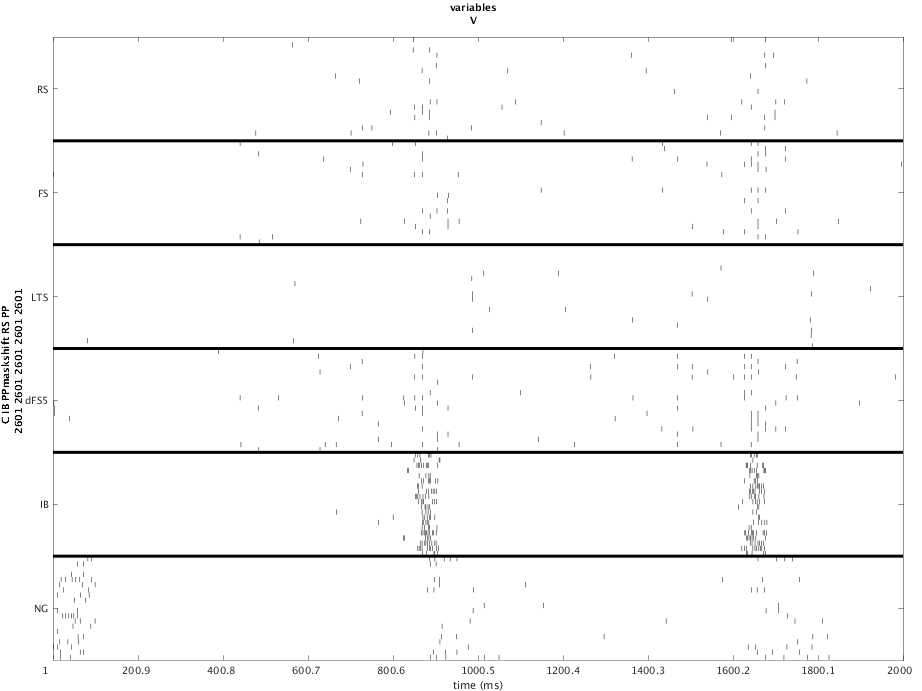 variables
V
RS
FS
LTS
dFS5
IB
NG
C IB PPmaskshift RS PP
2601 2601 2601 2601 2601
1
200.9
400.8
600.7
800.6
1000.5
1200.4
1400.3
1600.2
1800.1
2000
time (ms)